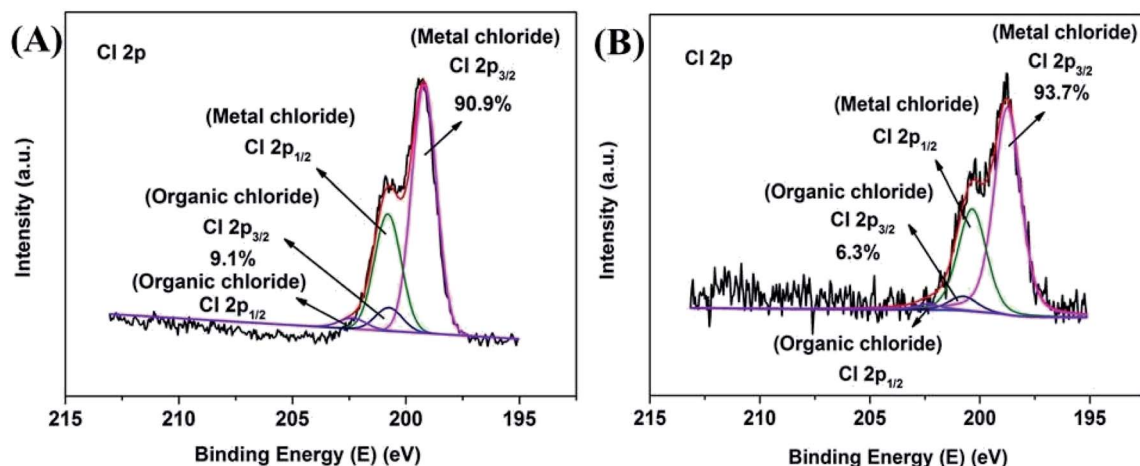 (A)
Cl 2p
(Metal chloride)
Cl 2p3/2
90.9%
(Metal chloride)
Cl 2p1/2
(Organic chloride)
Cl 2p3/2
9.1%
(Organic chloride)
Cl 2p1/2
Intensity (a.u.)
215 210 205 200 195
Binding Energy (E) (eV)
(B)
Cl 2p
(Metal chloride)
Cl 2p3/2
93.7%
(Metal chloride)
Cl 2p1/2
(Organic chloride)
Cl 2p3/2
6.3%
(Organic chloride)
Cl 2p1/2
Intensity (a.u.)
215 210 205 200 195
Binding Energy (E) (eV)